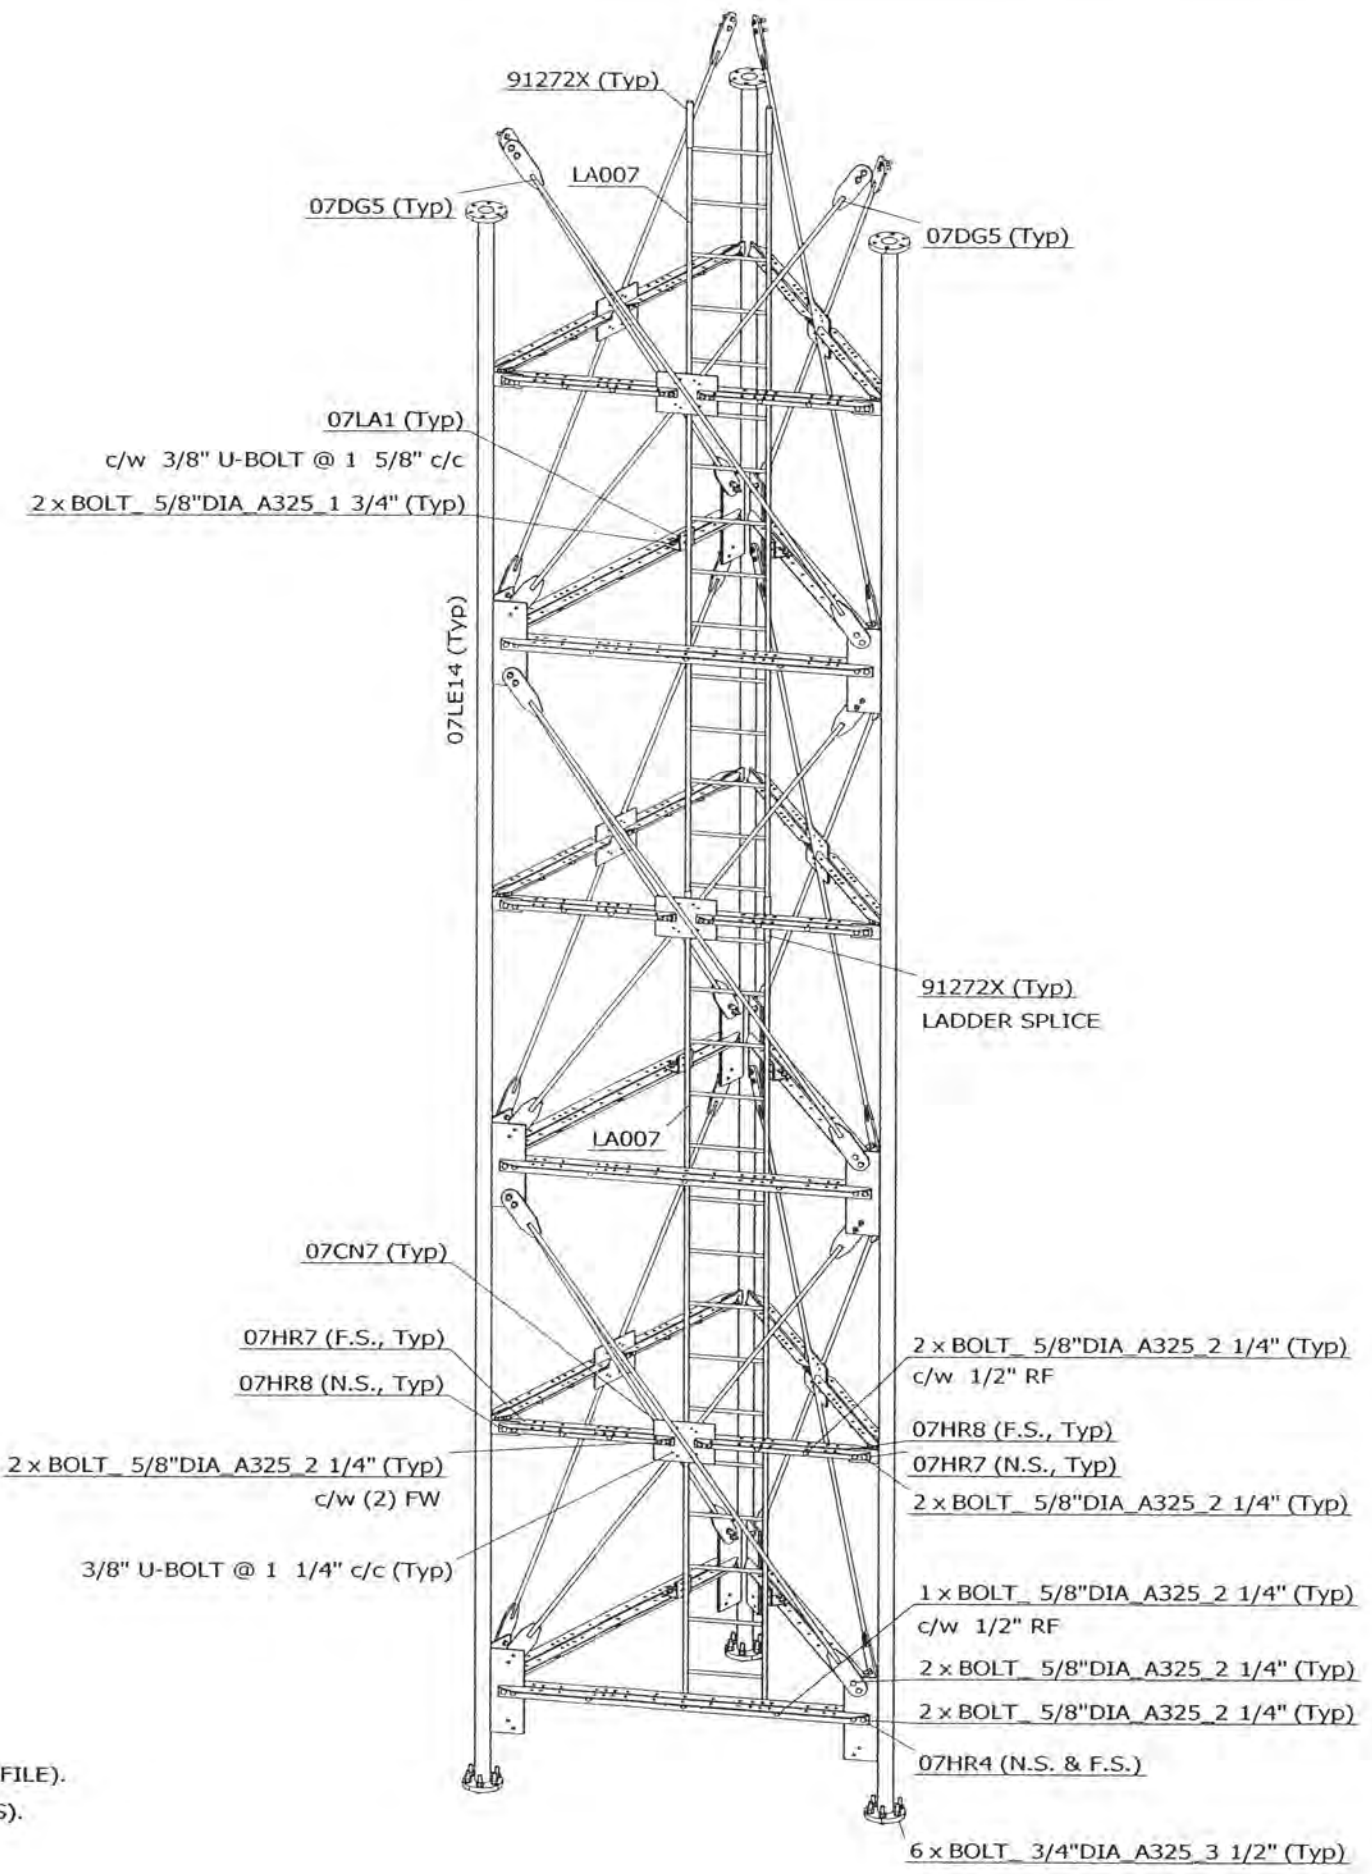 91272X (Typ)
LA007
07DG5 (Typ)
07DG5 (Typ)
07LA1 (Typ)
c/w 3/8" U-BOLT @ 1 5/8" c/c
2 x BOLT_ 5/8"DIA_A325_1 3/4" (Typ)
07LE14 (Typ)
91272X (Typ)
LADDER SPLICE
LA007
07CN7 (Typ)
07HR7 (F.S., Typ)
07HR8 (N.S., Typ)
2 x BOLT_ 5/8"DIA_A325_2 1/4" (Typ)
c/w (2) FW
3/8" U-BOLT @ 1 1/4" c/c (Typ)
2 x BOLT_ 5/8"DIA_A325_2 1/4" (Typ)
c/w 1/2" RF
07HR8 (F.S., Typ)
07HR7 (N.S., Typ)
2 x BOLT_ 5/8"DIA_A325_2 1/4" (Typ)
1 x BOLT_ 5/8"DIA_A325_2 1/4" (Typ)
c/w 1/2" RF
2 x BOLT_ 5/8"DIA_A325_2 1/4" (Typ)
2 x BOLT_ 5/8"DIA_A325_2 1/4" (Typ)
07HR4 (N.S. & F.S.)
6 x BOLT_ 3/4"DIA_A325_3 1/2" (Typ)
FILE).
S).